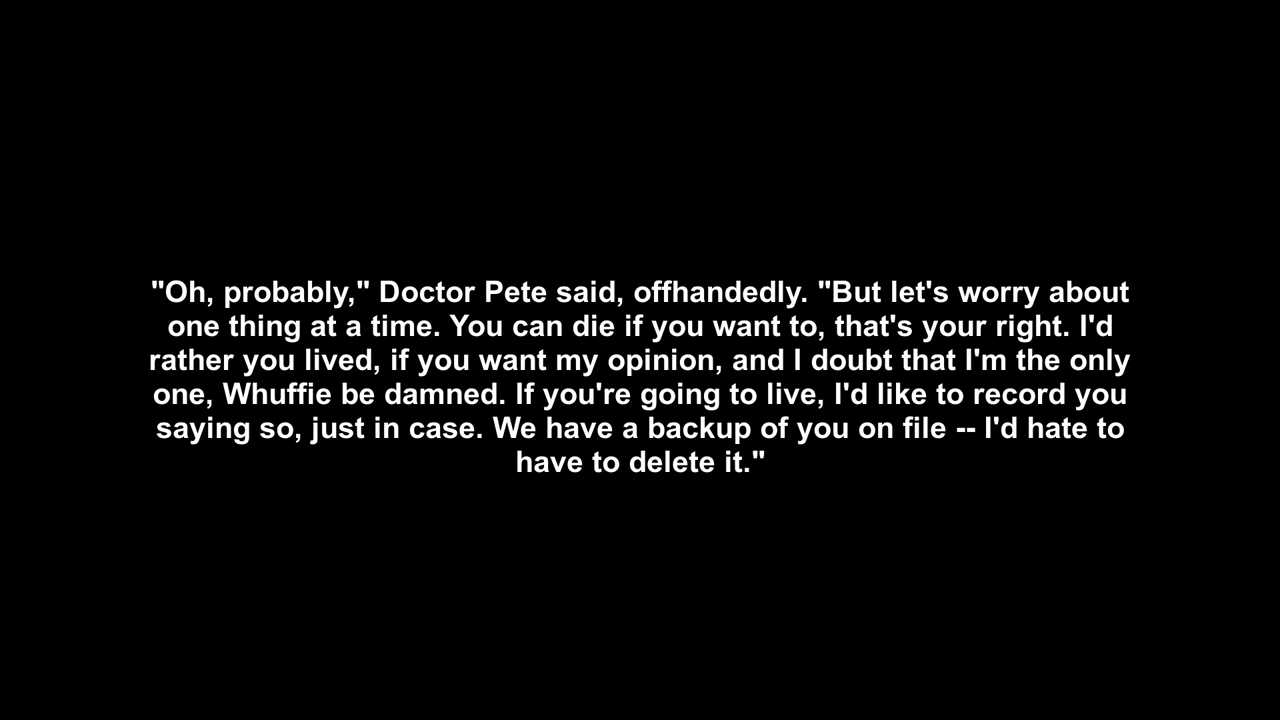 "Oh, probably," Doctor Pete said, offhandedly. "But let's worry about
one thing at a time. You can die if you want to, that's your right. I'd
rather you lived, if you want my opinion, and I doubt that I'm the only
one, Whuffie be damned. If you're going to live, I'd like to record you
saying so, just in case. We have a backup of you on file -- I'd hate to
have to delete it."